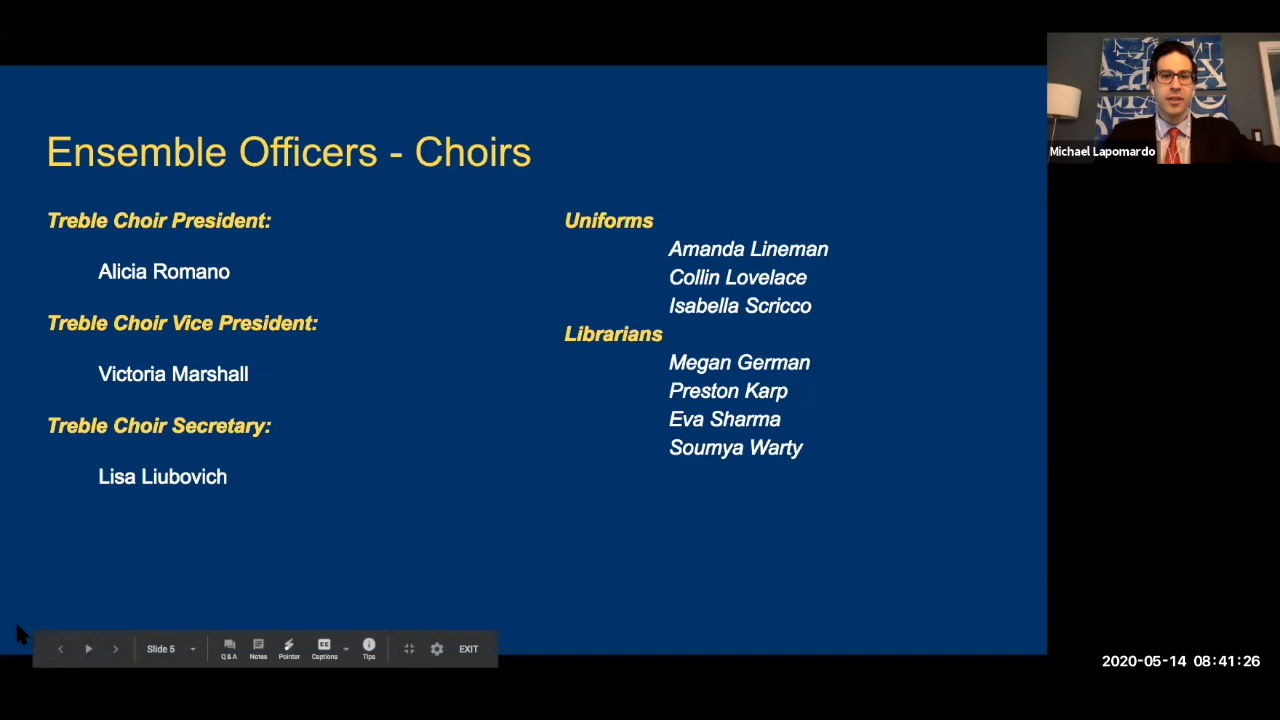 Ensemble Officers - Choirs
Treble Choir President:
Alicia Romano
Treble Choir Vice President:
Victoria Marshall
Treble Choir Secretary:
Lisa Liubovich
Uniforms
Amanda Lineman
Collin Lovelace
Isabella Scricco
Librarians
Megan German
Preston Karp
Eva Sharma
Soumya Warty
Michael Lapomardo
Slide 5
Q & A
Notes
Pointer
CC
Captions
Tips
EXIT
2020-05-14 08:41:26